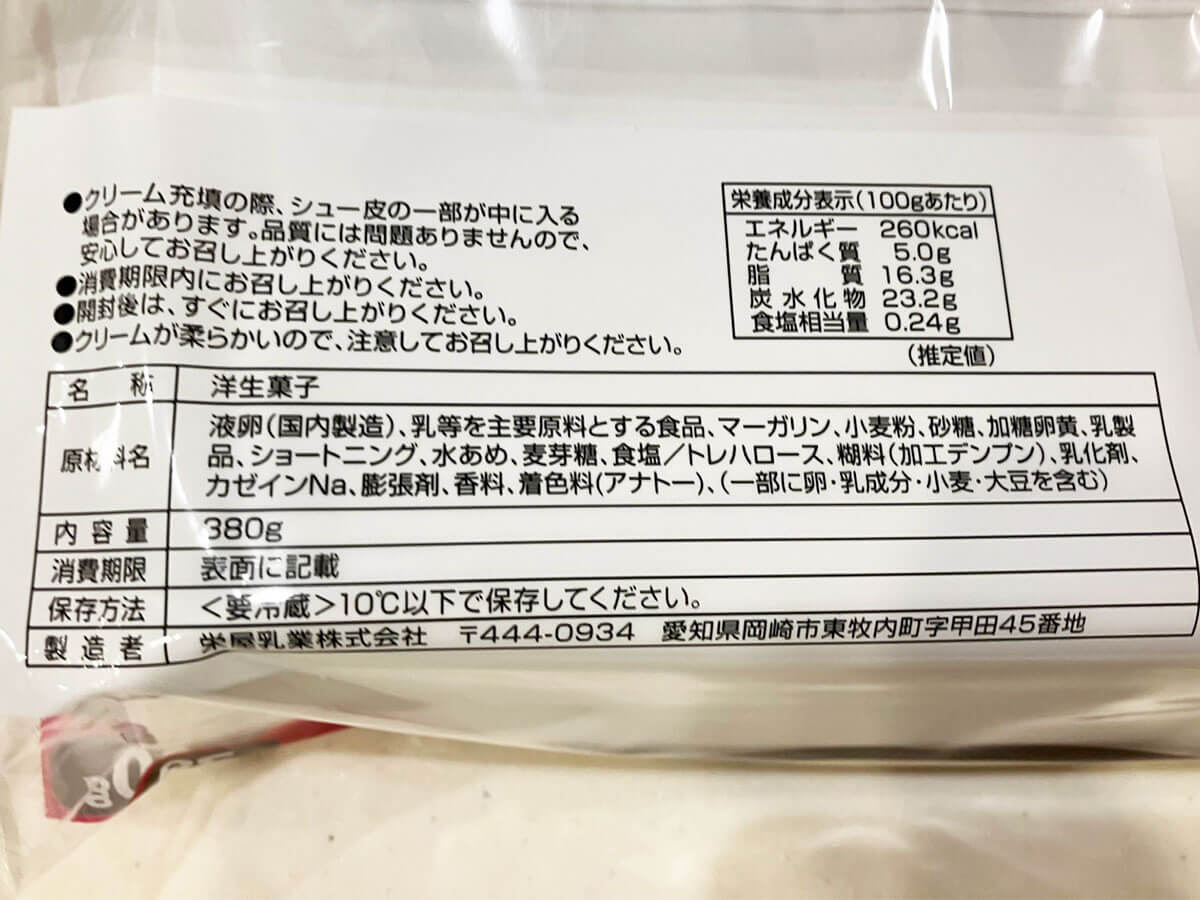 ●クリーム充填の際、シュー皮の一部が中に入る
場合があります。品質には問題ありませんので、
安心してお召し上がりください。
●消費期限内にお召し上がりください。
●開封後は、すぐにお召し上がりください。
●クリームが柔らかいので、注意してお召し上がりください。
栄養成分表示(100gあたり)
エネルギー 260kcal
たんぱく質 5.0g
脂質 16.3g
炭水化物 23.2g
食塩相当量 0.24g
(推定値)
名称 洋生菓子
原材料名 液卵(国内製造)、乳等を主要原料とする食品、マーガリン、小麦粉、砂糖、加糖卵黄、乳製
品、ショートニング、水あめ、麦芽糖、食塩/トレハロース、糊料(加工デンプン)、乳化剤、
カゼインNa、膨張剤、香料、着色料(アナトー)、(一部に卵・乳成分・小麦・大豆を含む)
内容量 380g
消費期限 表面に記載
保存方法 <要冷蔵>10℃以下で保存してください。
製造者 栄屋乳業株式会社 〒444-0934 愛知県岡崎市東牧内町字甲田45番地